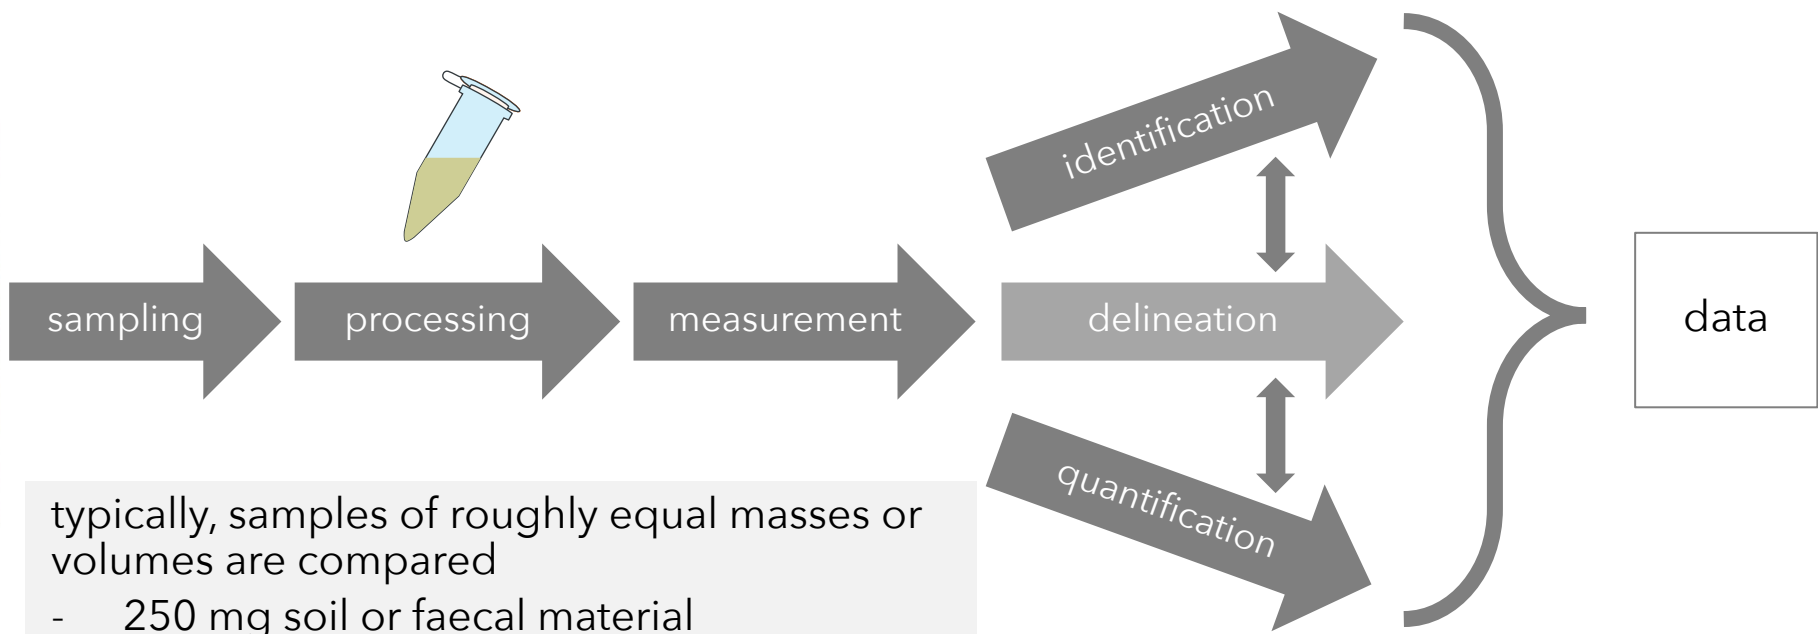 sampling
processing
measurement
identification
delineation
quantification
data
typically, samples of roughly equal masses or
volumes are compared
- 250 mg soil or faecal material